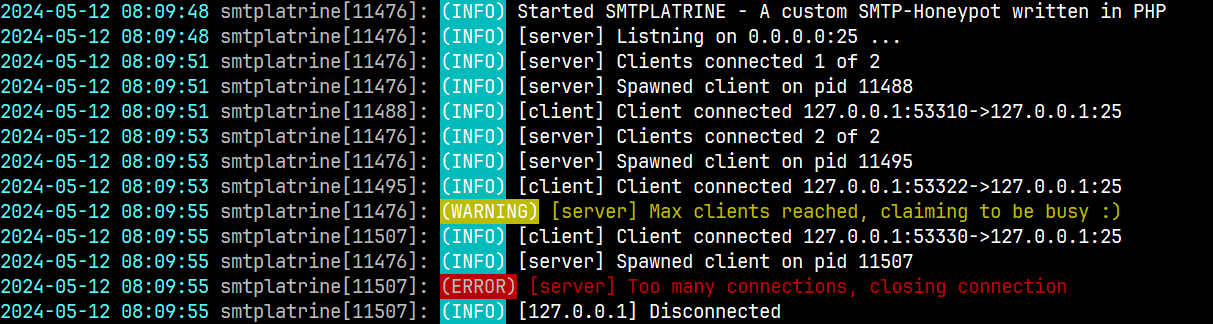 2024-05-12 08:09:48 smtplatrine[11476]: (INFO) Started SMTPLATRINE - A custom SMTP-Honeypot written in PHP
2024-05-12 08:09:48 smtplatrine[11476]: (INFO) [server] Listning on 0.0.0.0:25 ...
2024-05-12 08:09:51 smtplatrine[11476]: (INFO) [server] Clients connected 1 of 2
2024-05-12 08:09:51 smtplatrine[11476]: (INFO) [server] Spawned client on pid 11488
2024-05-12 08:09:51 smtplatrine[11488]: (INFO) [client] Client connected 127.0.0.1:53310->127.0.0.1:25
2024-05-12 08:09:53 smtplatrine[11476]: (INFO) [server] Clients connected 2 of 2
2024-05-12 08:09:53 smtplatrine[11476]: (INFO) [server] Spawned client on pid 11495
2024-05-12 08:09:53 smtplatrine[11495]: (INFO) [client] Client connected 127.0.0.1:53322->127.0.0.1:25
2024-05-12 08:09:55 smtplatrine[11476]: (WARNING) [server] Max clients reached, claiming to be busy :)
2024-05-12 08:09:55 smtplatrine[11507]: (INFO) [client] Client connected 127.0.0.1:53330->127.0.0.1:25
2024-05-12 08:09:55 smtplatrine[11476]: (INFO) [server] Spawned client on pid 11507
2024-05-12 08:09:55 smtplatrine[11507]: (ERROR) [server] Too many connections, closing connection
2024-05-12 08:09:55 smtplatrine[11507]: (INFO) [127.0.0.1] Disconnected